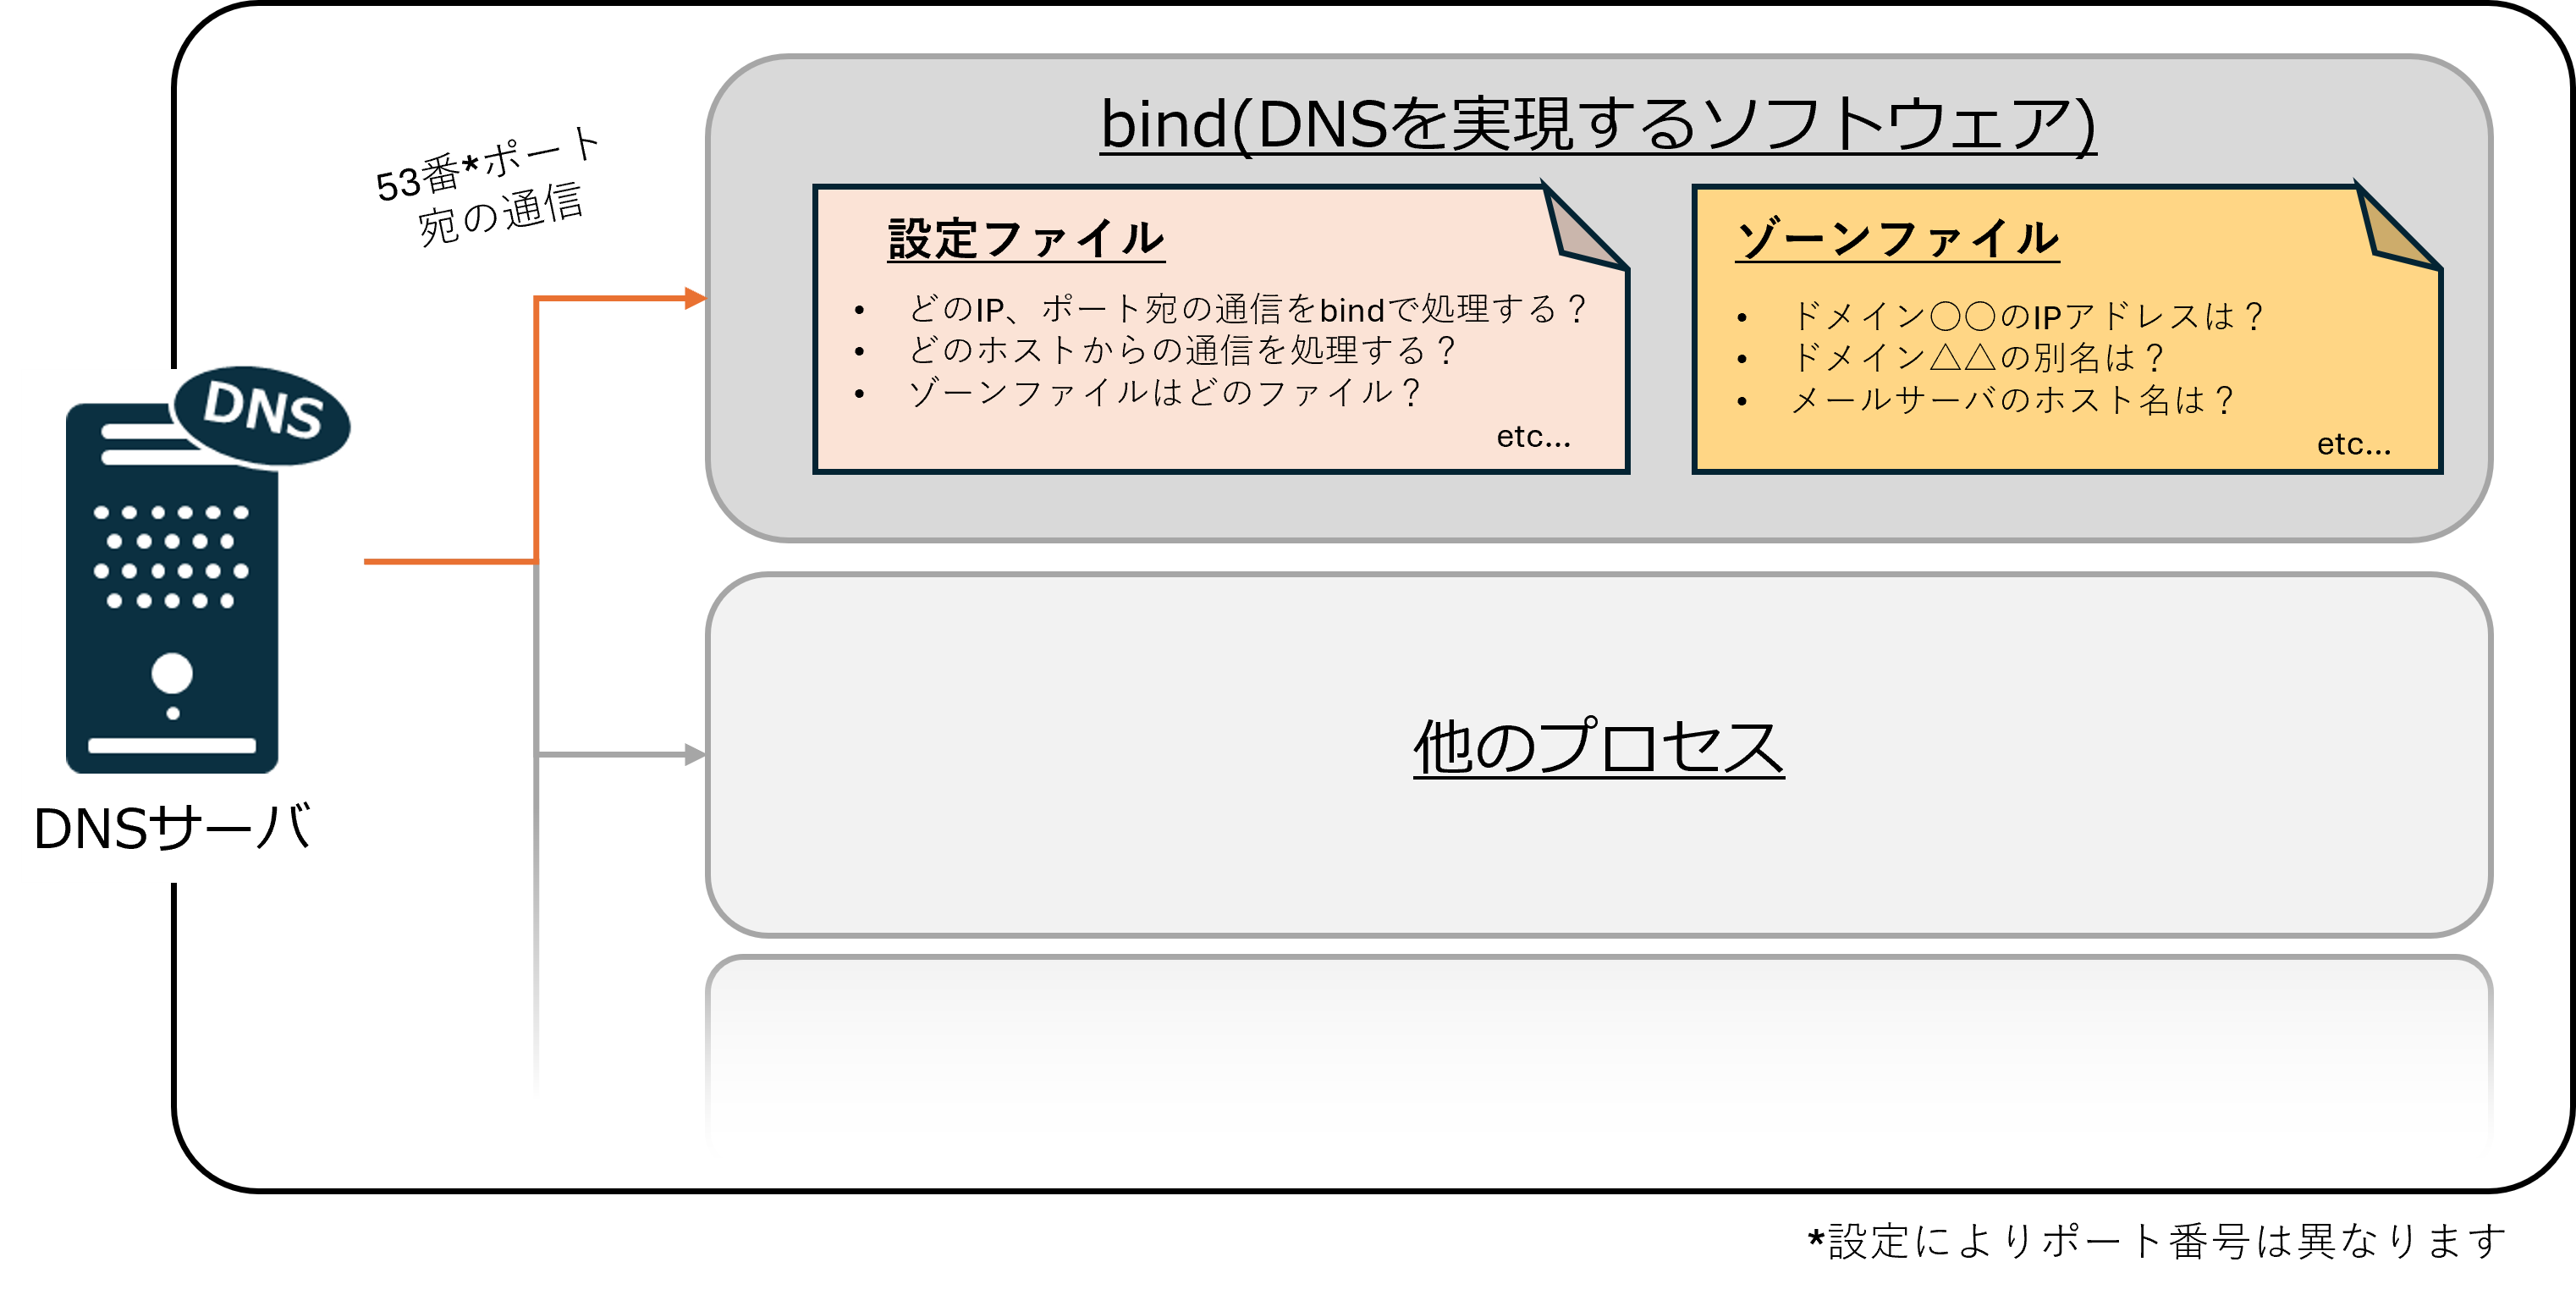 bind(DNSを実現するソフトウェア)
53番*ポート
宛の通信
設定ファイル
• どのIP、ポート宛の通信をbindで処理する？
• どのホストからの通信を処理する？
• ゾーンファイルはどのファイル？
etc...
ゾーンファイル
• ドメイン○○のIPアドレスは？
• ドメイン△△の別名は？
• メールサーバのホスト名は？
etc...
DNS
DNSサーバ
他のプロセス
*設定によりポート番号は異なります